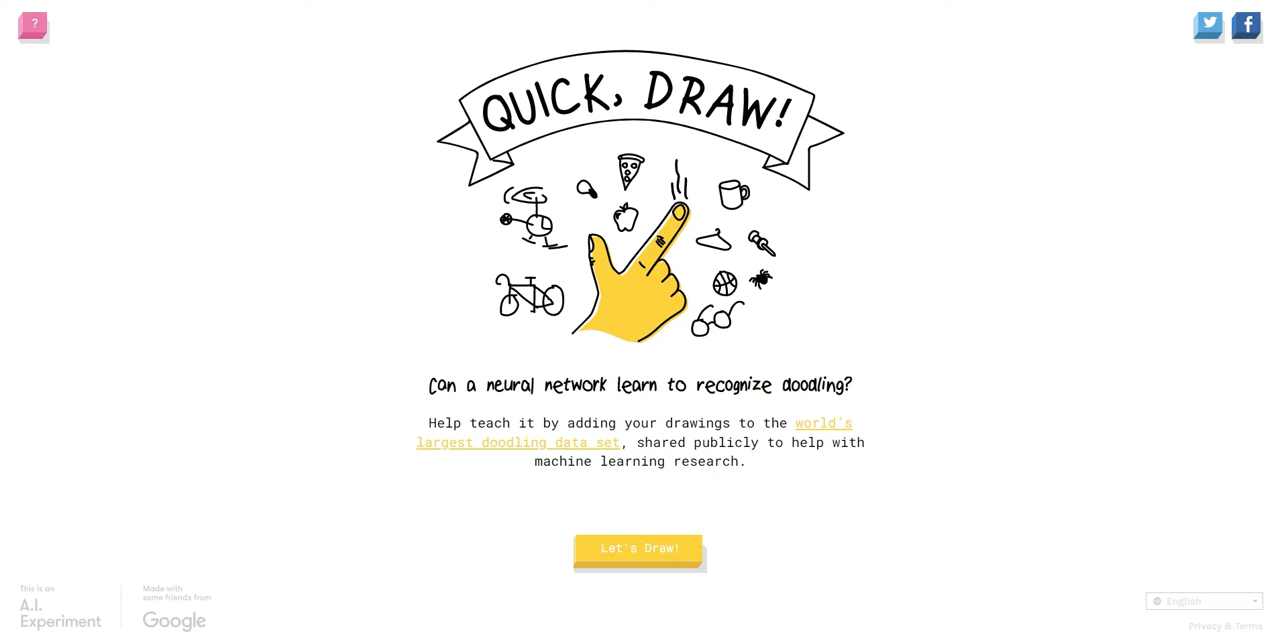 ?
QUICK, DRAW!
Can a neural network learn to recognize doodling?
Help teach it by adding your drawings to the world's
largest doodling data set, shared publicly to help with
machine learning research.
Let's Draw!
This is an
A.I.
Experiment
Made with
some friends from
Google
English
Privacy & Terms